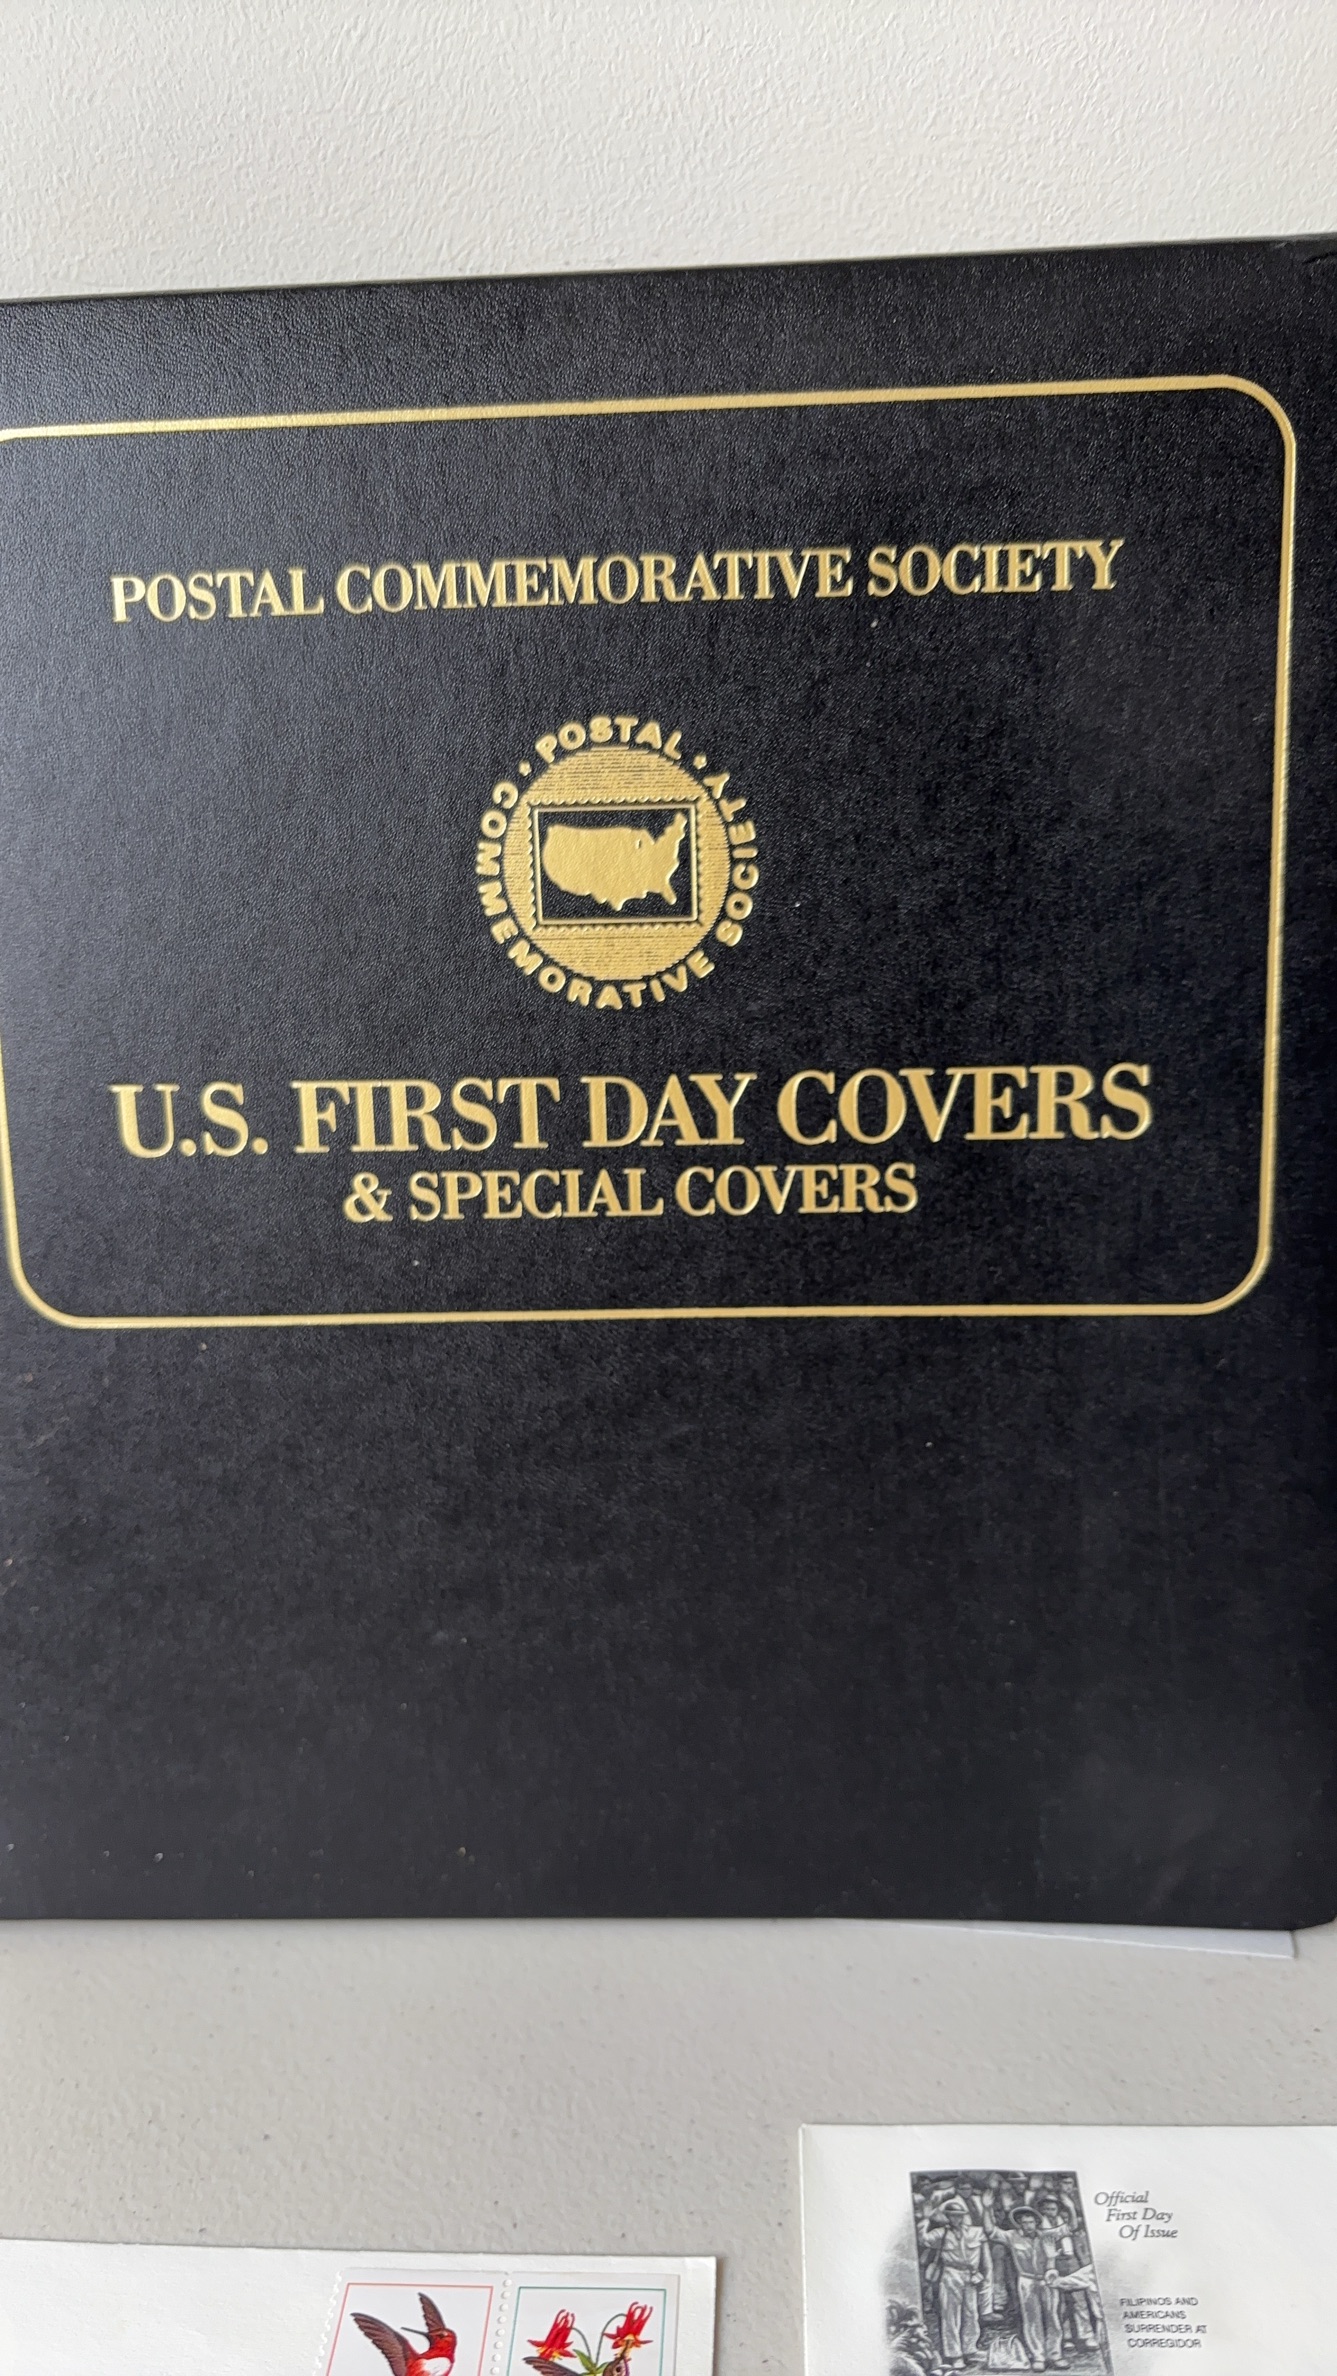 POSTAL COMMEMORATIVE SOCIETY
· POSTAL ·
COMMEMORATIVE SOCIETY
U.S. FIRST DAY COVERS
& SPECIAL COVERS
Official
First Day
Of Issue
FILIPINOS AND
AMERICANS
SURRENDER AT
CORREGIDOR